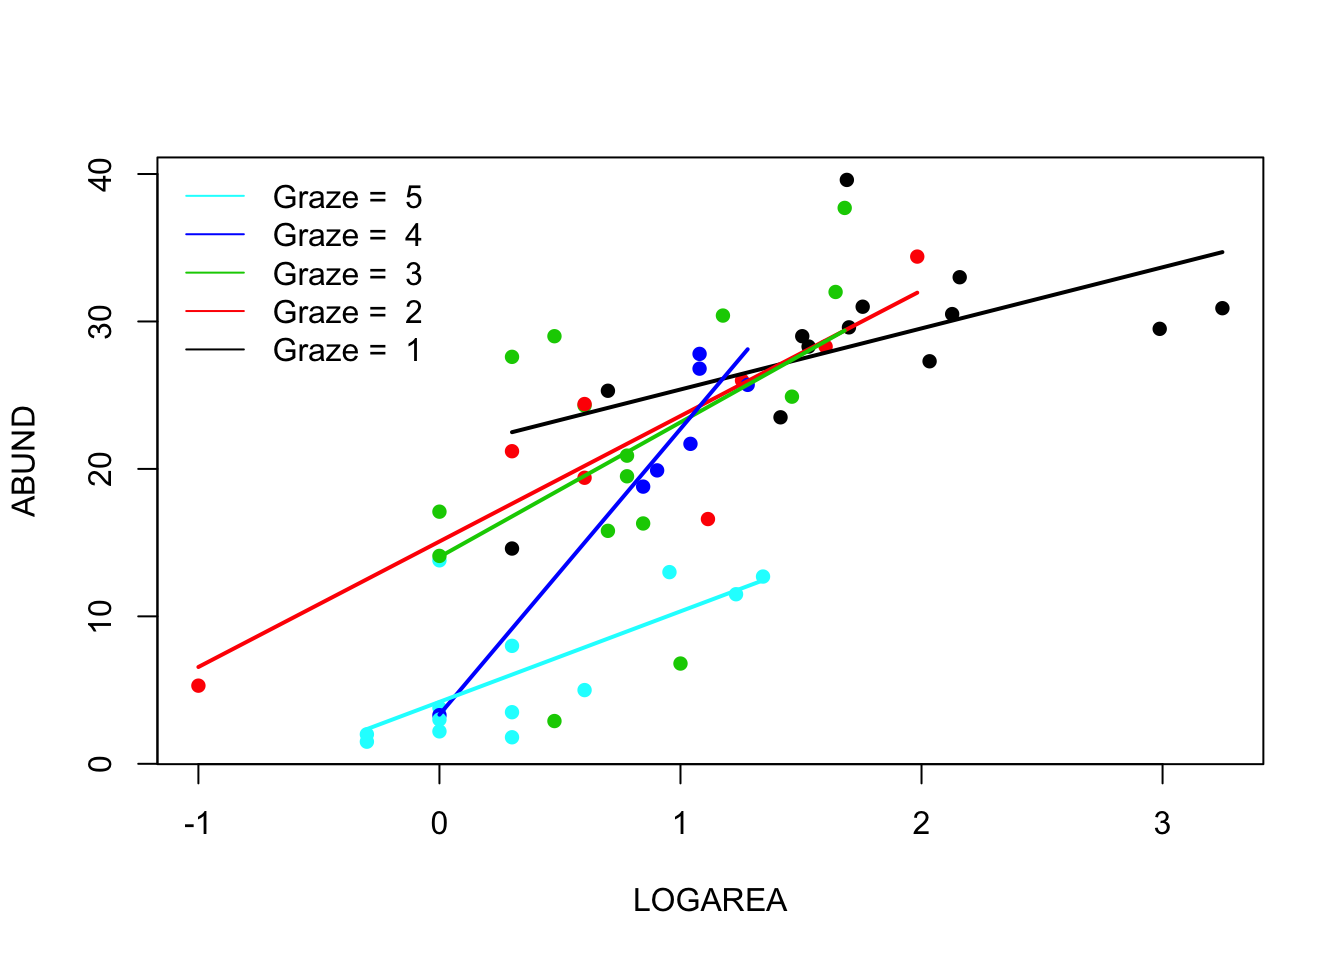 40
30
20
10
0
ABUND
Graze =  5
Graze =  4
Graze =  3
Graze =  2
Graze =  1
-1 0 1 2 3
LOGAREA